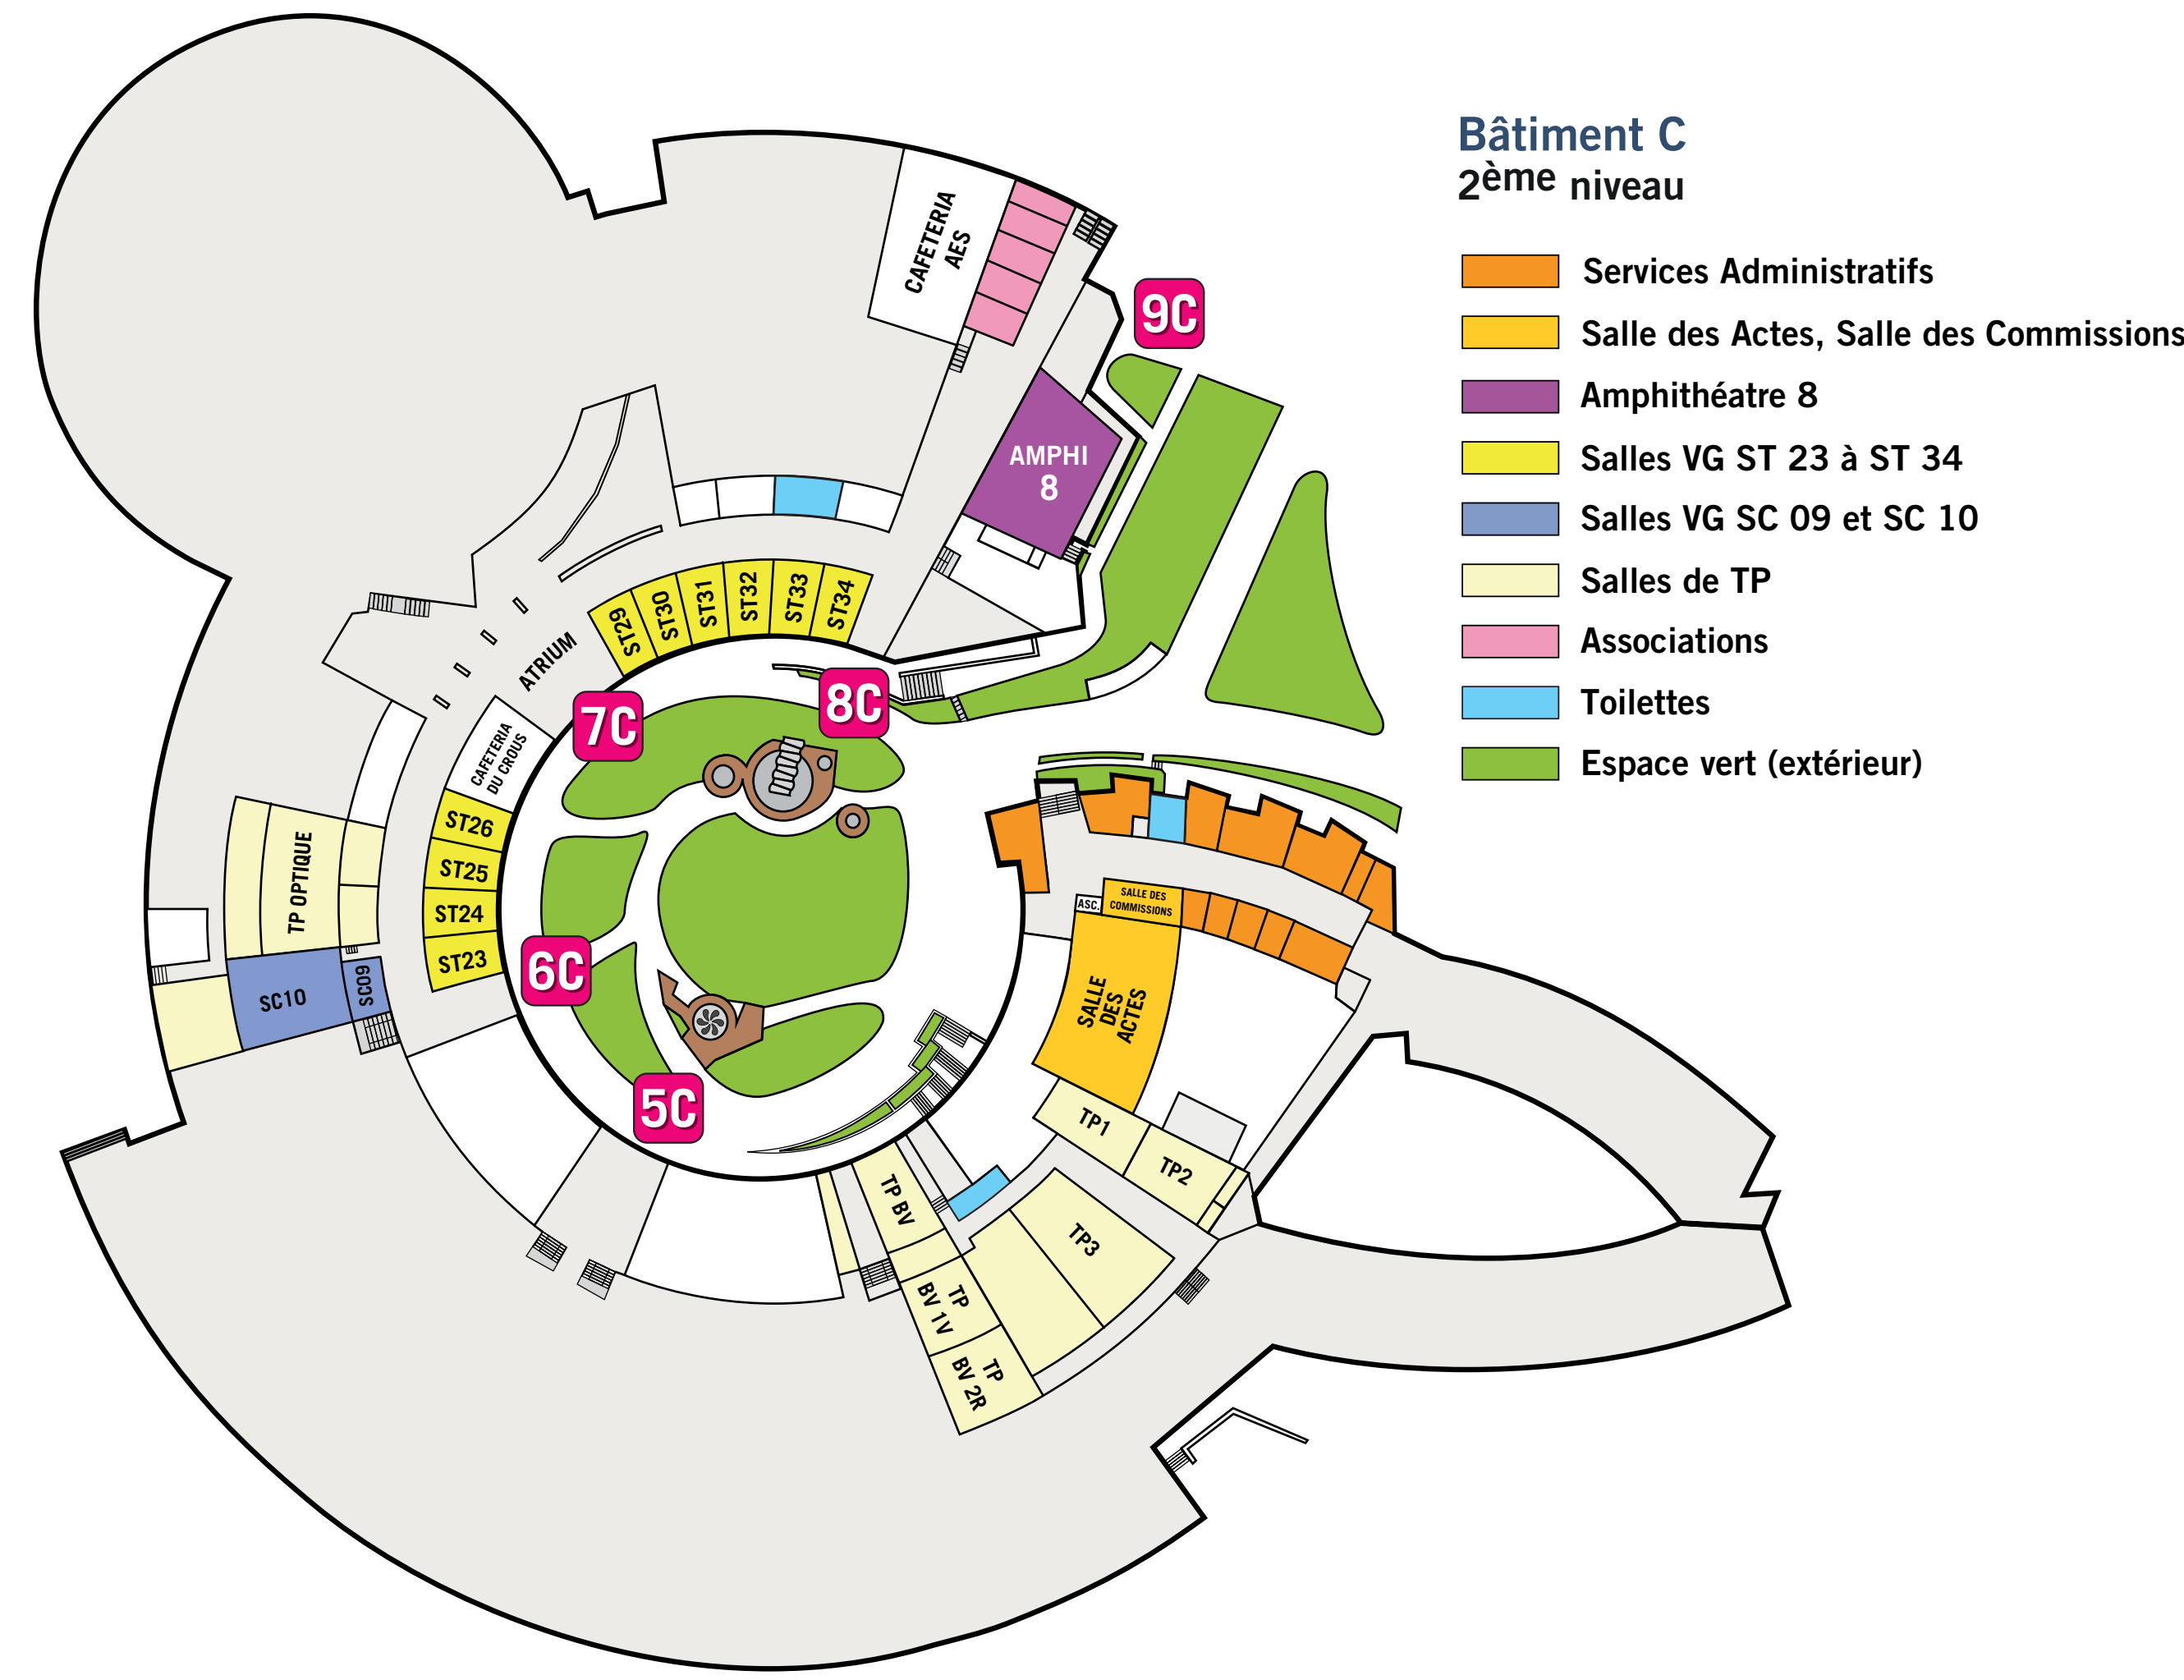 Bâtiment C
2ème niveau
Services Administratifs
Salle des Actes, Salle des Commissions
Amphithéatre 8
Salles VG ST 23 à ST 34
Salles VG SC 09 et SC 10
Salles de TP
Associations
Toilettes
Espace vert (extérieur)
CAFETERIA
AES
9C
AMPHI
8
ST29
ST30
ST31
ST32
ST33
ST34
ATRIUM
7C
8C
CAFETERIA
DU CROUS
ST26
ST25
ST24
ST23
TP OPTIQUE
SC10
SC09
6C
5C
ASC.
SALLE DES
COMMISSIONS
SALLE
DES
ACTES
TP1
TP2
TP3
TP BV
TP
BV 1V
TP
BV 2R